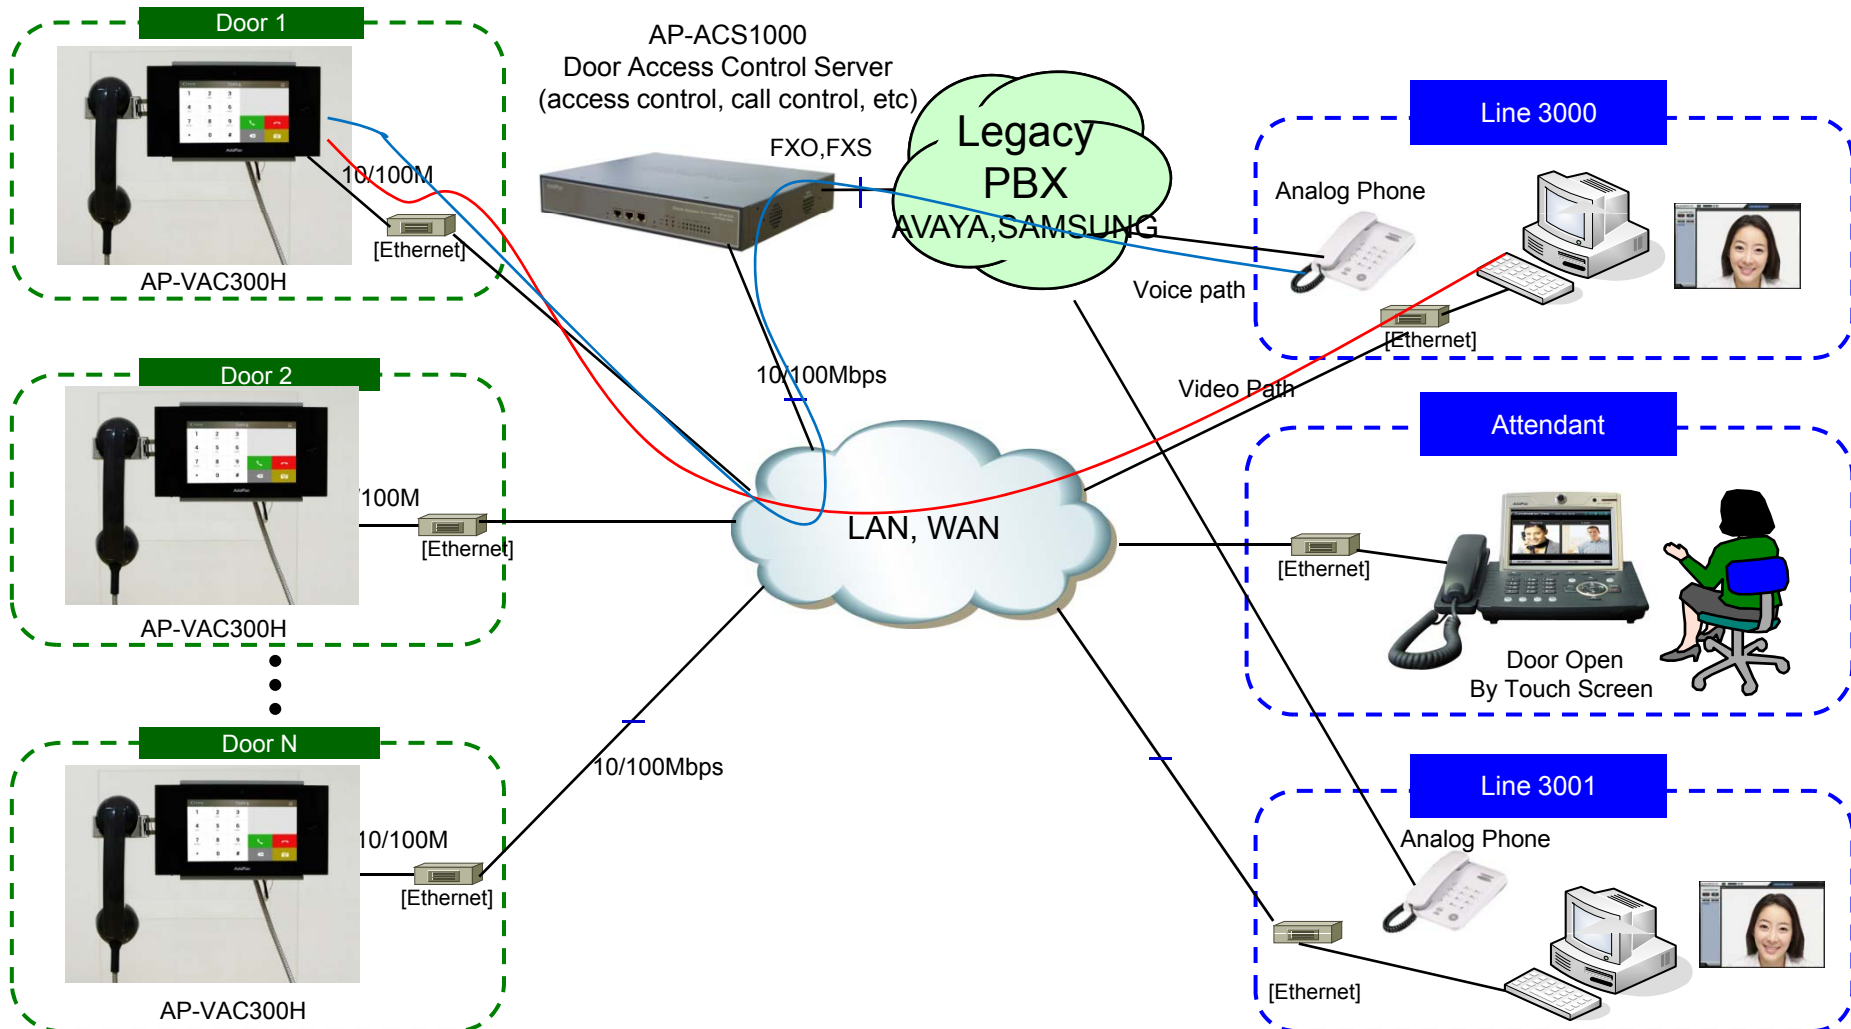 Door 1
10/100M
[Ethernet]
AP-VAC300H
AP-ACS1000
Door Access Control Server
(access control, call control, etc)
FXO,FXS
Legacy
PBX
AVAYA,SAMSUNG
Line 3000
Analog Phone
Voice path
[Ethernet]
Video Path
10/100Mbps
Door 2
/100M
[Ethernet]
AP-VAC300H
LAN, WAN
Attendant
[Ethernet]
Door Open
By Touch Screen
Door N
10/100M
[Ethernet]
AP-VAC300H
10/100Mbps
Line 3001
Analog Phone
[Ethernet]